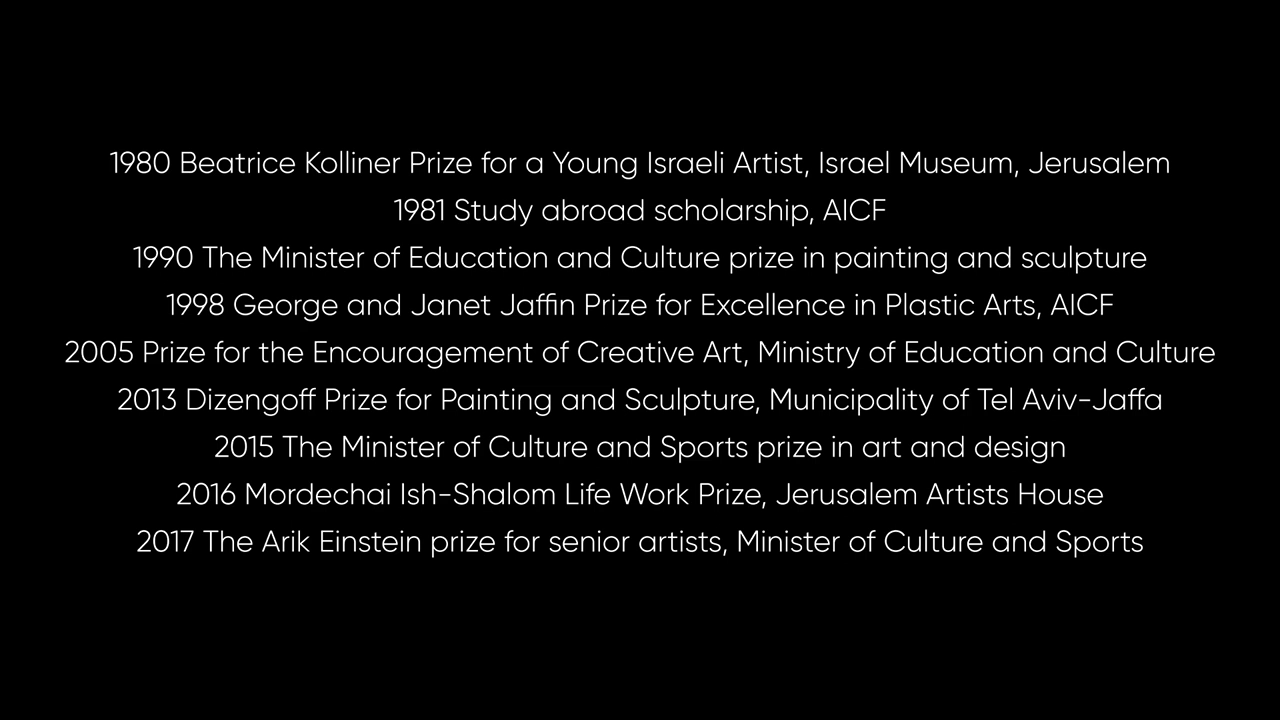 1980 Beatrice Kolliner Prize for a Young Israeli Artist, Israel Museum, Jerusalem
1981 Study abroad scholarship, AICF
1990 The Minister of Education and Culture prize in painting and sculpture
1998 George and Janet Jaffin Prize for Excellence in Plastic Arts, AICF
2005 Prize for the Encouragement of Creative Art, Ministry of Education and Culture
2013 Dizengoff Prize for Painting and Sculpture, Municipality of Tel Aviv-Jaffa
2015 The Minister of Culture and Sports prize in art and design
2016 Mordechai Ish-Shalom Life Work Prize, Jerusalem Artists House
2017 The Arik Einstein prize for senior artists, Minister of Culture and Sports